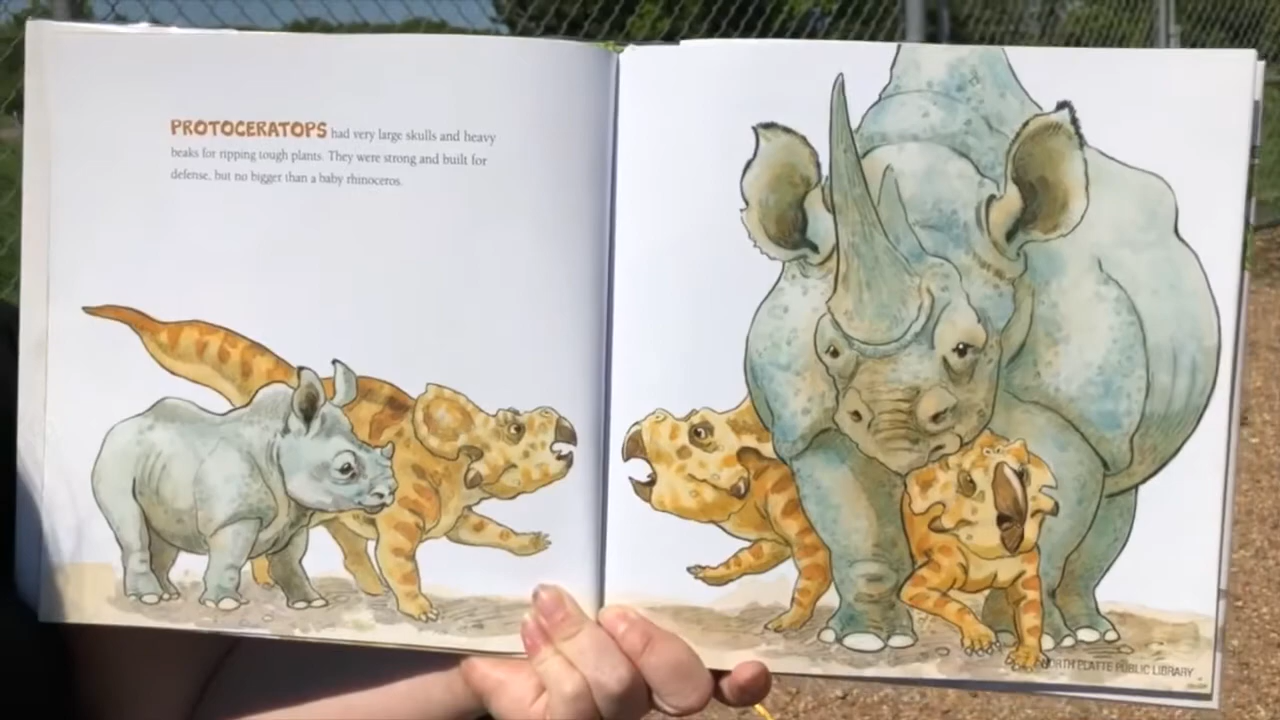 PROTOCERATOPS had very large skulls and heavy
beaks for ripping tough plants. They were strong and built for
defense, but no bigger than a baby rhinoceros.
NORTH PLATTE PUBLIC LIBRARY